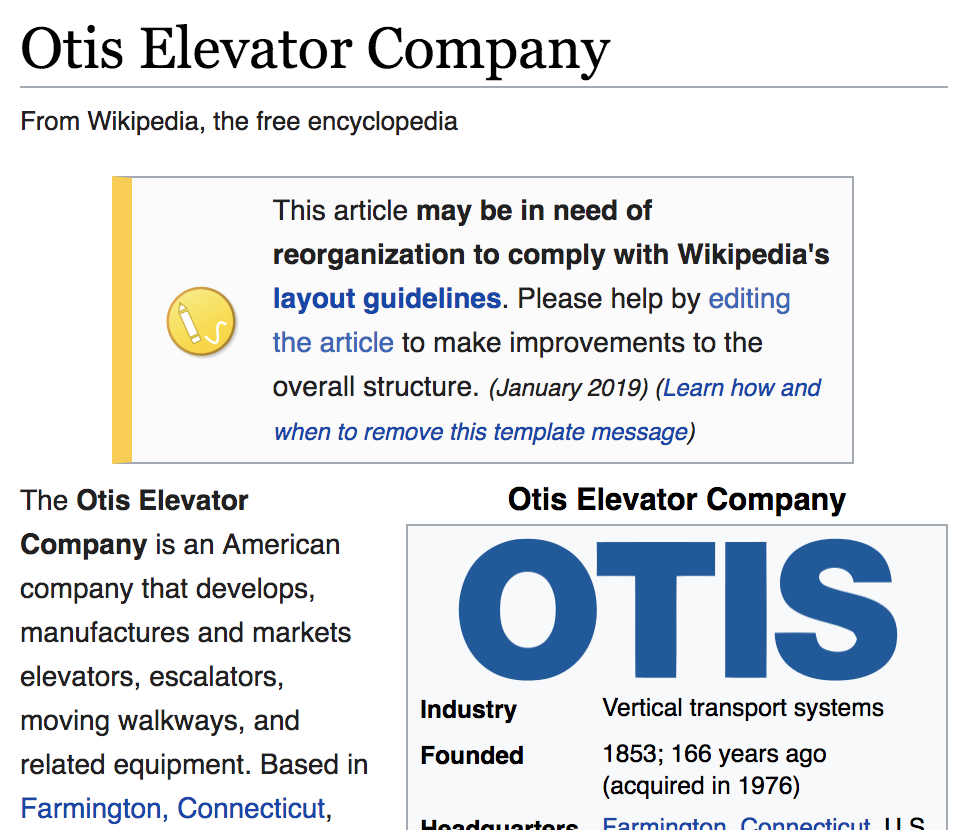 Otis Elevator Company
From Wikipedia, the free encyclopedia
This article may be in need of
reorganization to comply with Wikipedia's
layout guidelines. Please help by editing
the article to make improvements to the
overall structure. (January 2019) (Learn how and
when to remove this template message)
The Otis Elevator
Company is an American
company that develops,
manufactures and markets
elevators, escalators,
moving walkways, and
related equipment. Based in
Farmington, Connecticut,
Otis Elevator Company
OTIS
Industry Vertical transport systems
Founded 1853; 166 years ago
(acquired in 1976)
Headquarters Farmington, Connecticut, U.S.